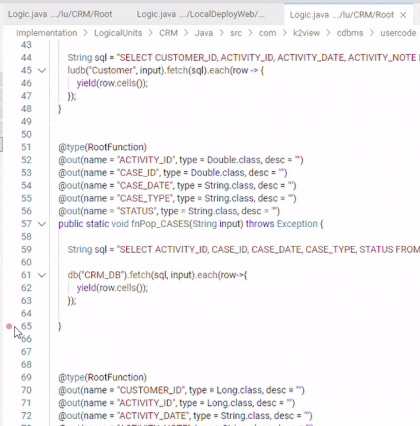 Logic.java .../lu/CRM/Root Logic.java .../LocalDeployWeb/... Logic.java .../lu/CRM/Root
Implementation > LogicalUnits > CRM > Java > src > com > k2view > cdbms > usercode
43
44 String sql = "SELECT CUSTOMER_ID, ACTIVITY_ID, ACTIVITY_DATE, ACTIVITY_NOTE
45 ludb("Customer", input).fetch(sql).each(row -> {
46 yield(row.cells());
47 });
48 }
49
50
51 @type(RootFunction)
52 @out(name = "ACTIVITY_ID", type = Double.class, desc = "")
53 @out(name = "CASE_ID", type = Double.class, desc = "")
54 @out(name = "CASE_DATE", type = String.class, desc = "")
55 @out(name = "CASE_TYPE", type = String.class, desc = "")
56 @out(name = "STATUS", type = String.class, desc = "")
57 public static void fnPop_CASES(String input) throws Exception {
58
59 String sql = "SELECT ACTIVITY_ID, CASE_ID, CASE_DATE, CASE_TYPE, STATUS FROM
60
61 db("CRM_DB").fetch(sql, input).each(row->{
62 yield(row.cells());
63 });
64
65 }
66
67
68
69 @type(RootFunction)
70 @out(name = "CUSTOMER_ID", type = Long.class, desc = "")
71 @out(name = "ACTIVITY_ID", type = Long.class, desc = "")
72 @out(name = "ACTIVITY_DATE", type = String.class, desc = "")